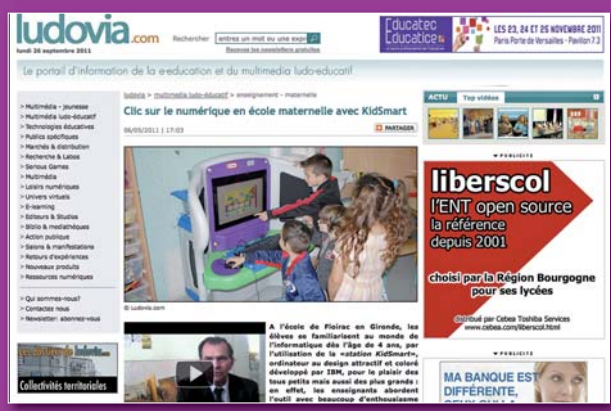 ludovia.com
lundi 26 septembre 2011
Rechercher entrez un mot ou une expr
Recevez les newsletters gratuites
Educatec
Educatice
LES 23, 24 ET 25 NOVEMBRE 2011
Paris Porte de Versailles - Pavillon 7.3
Le portail d'information de la e-education et du multimedia ludo-educatif
> Multimédia - jeunesse
> Multimédia ludo-éducatif
> Technologies éducatives
> Publics spécifiques
> Marchés & distribution
> Recherche & Labos
> Serious Games
> Multimédia
> Loisirs numériques
> Univers virtuels
> E-learning
> Editeurs & Studios
> Biblio & mediathèques
> Action publique
> Salons & manifestations
> Retours d'expériences
> Nouveaux produits
> Ressources numériques
> Qui sommes-nous?
> Contactez nous
> Newsletter: abonnez-vous
Les dossiers de ludovia
Collectivités territoriales
ludovia > multimedia ludo-éducatif > enseignement - maternelle
Clic sur le numérique en école maternelle avec KidSmart
06/05/2011 | 17:03
PARTAGER
© Ludovia.com
A l'école de Floirac en Gironde, les
élèves se familiarisent au monde de
l'informatique dès l'âge de 4 ans, par
l'utilisation de la «station KidSmart»,
ordinateur au design attractif et coloré
développé par IBM, pour le plaisir des
tous petits mais aussi des plus grands :
en effet, les enseignants abordent
l'outil avec beaucoup d'enthousiasme
ACTU Top vidéos
PUBLICITE
liberscol
l'ENT open source
la référence
depuis 2001
choisi par la Région Bourgogne
pour ses lycées
distribué par Cebea Toshiba Services
www.cebea.com/liberscol.html
PUBLICITE
MA BANQUE EST
DIFFÉRENTE,